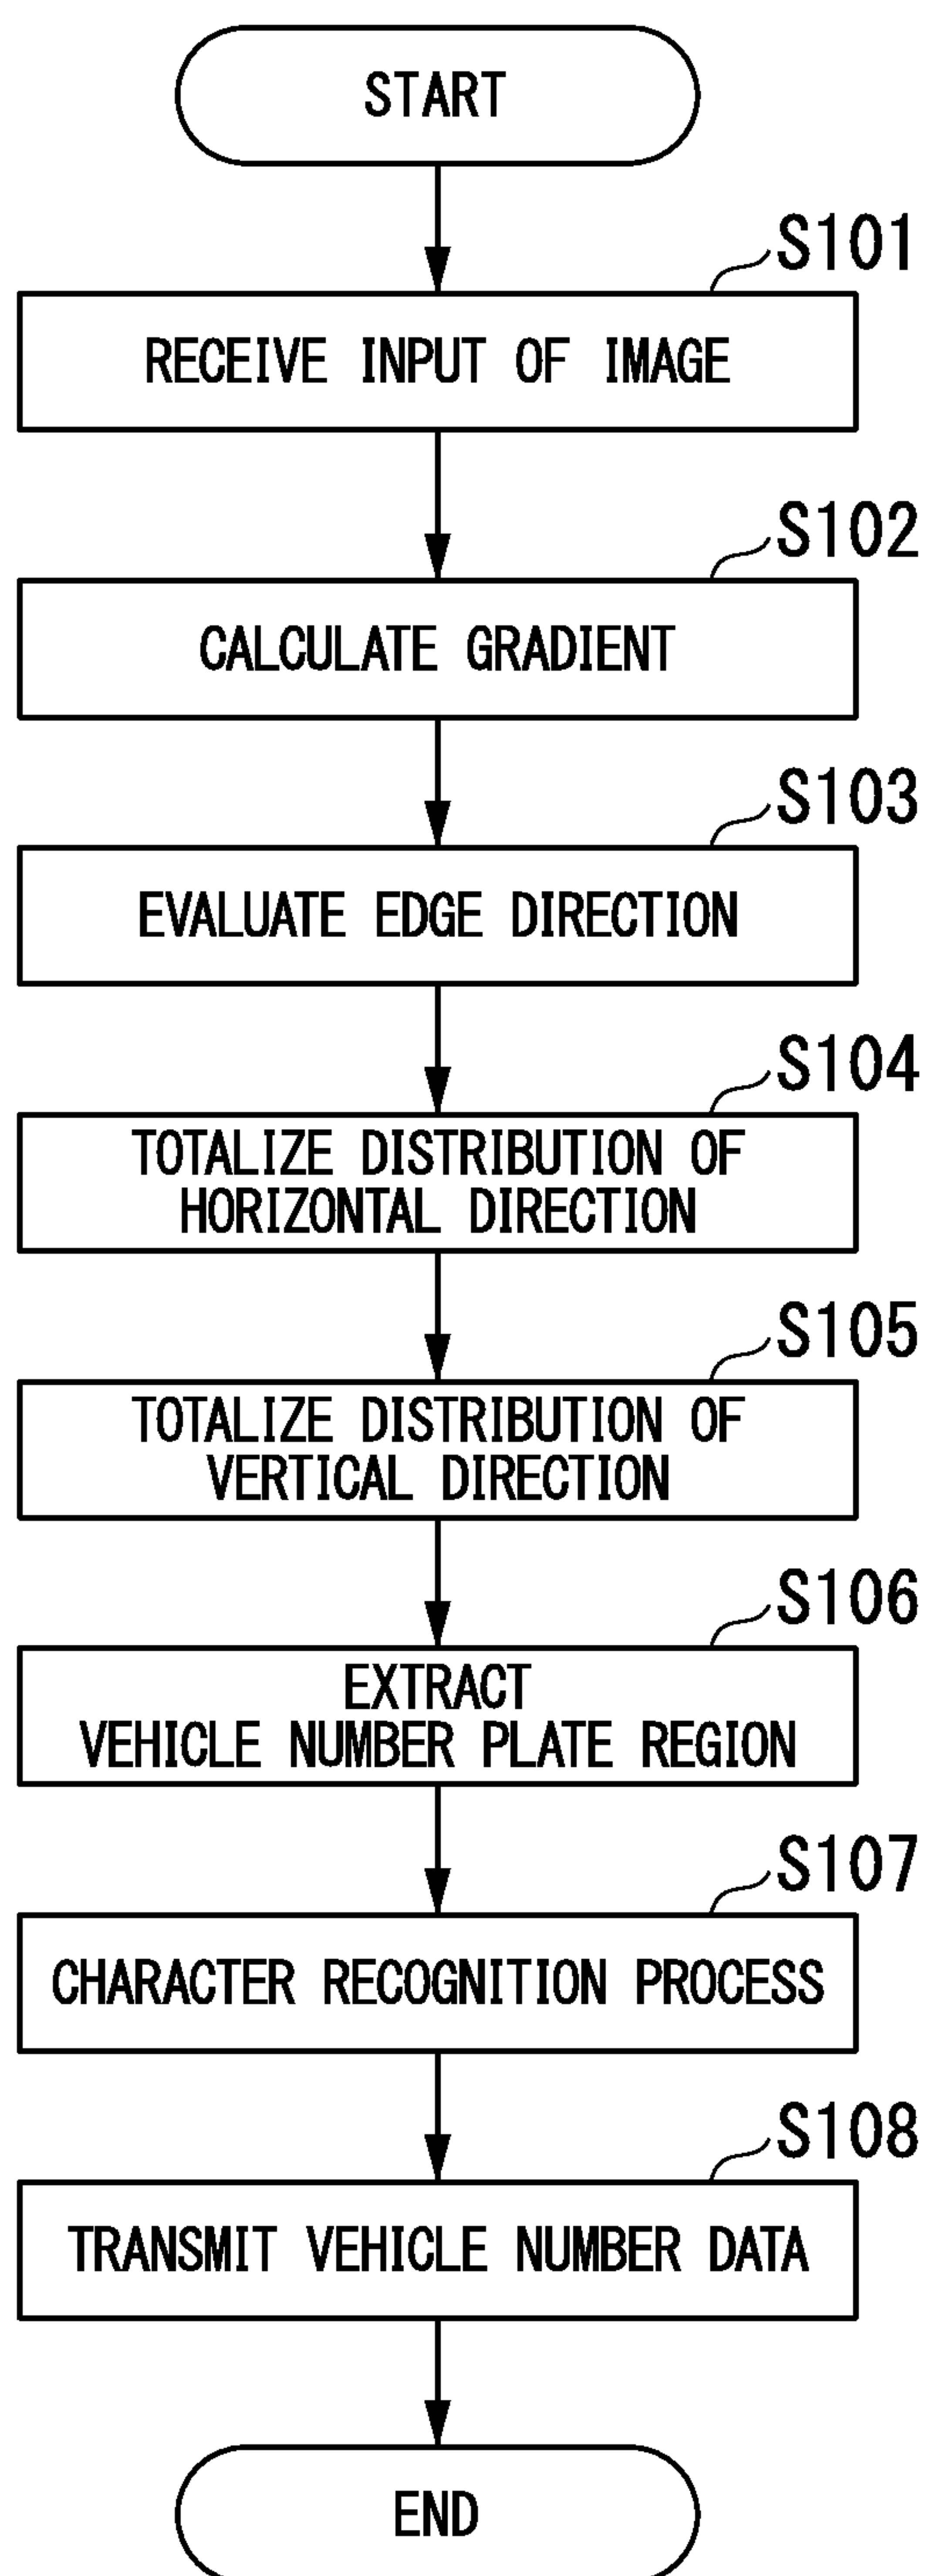 START
S101
RECEIVE INPUT OF IMAGE
S102
CALCULATE GRADIENT
S103
EVALUATE EDGE DIRECTION
S104
TOTALIZE DISTRIBUTION OF
HORIZONTAL DIRECTION
S105
TOTALIZE DISTRIBUTION OF
VERTICAL DIRECTION
S106
EXTRACT
VEHICLE NUMBER PLATE REGION
S107
CHARACTER RECOGNITION PROCESS
S108
TRANSMIT VEHICLE NUMBER DATA
END